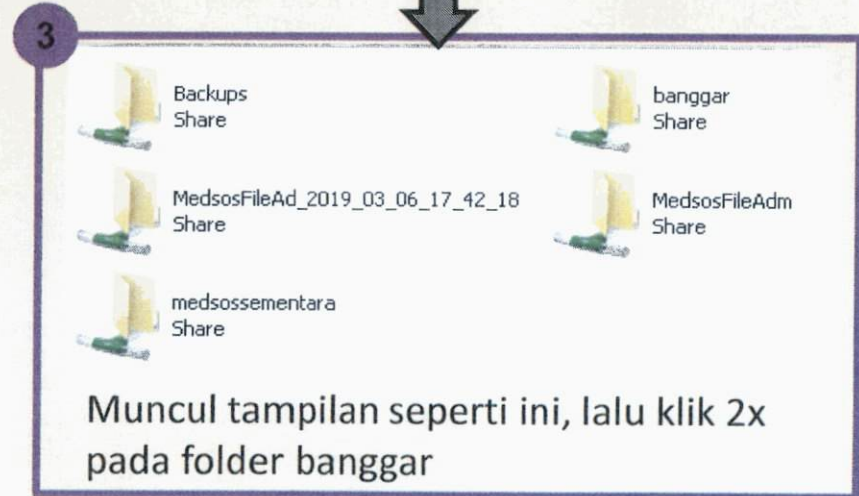 3
Backups
Share
banggar
Share
MedsosFileAd_2019_03_06_17_42_18
Share
MedsosFileAdm
Share
medsossementara
Share
Muncul tampilan seperti ini, lalu klik 2x
pada folder banggar